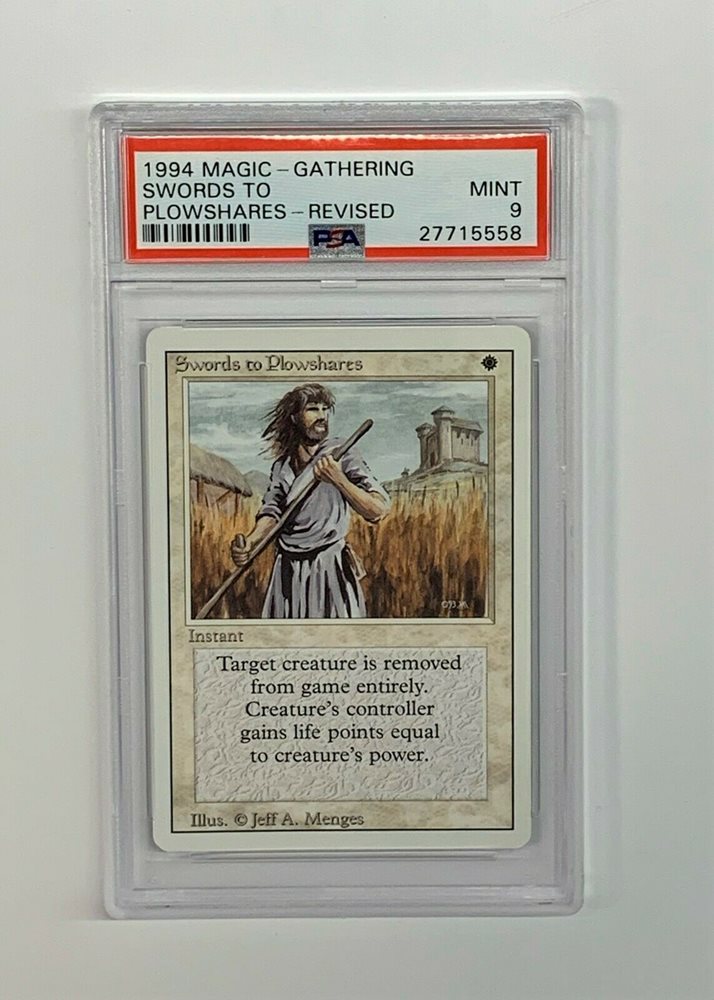 1994 MAGIC – GATHERING
SWORDS TO MINT
PLOWSHARES – REVISED 9
PSA 27715558
Swords to Plowshares
Instant
Target creature is removed
from game entirely.
Creature's controller
gains life points equal
to creature's power.
Illus. © Jeff A. Menges